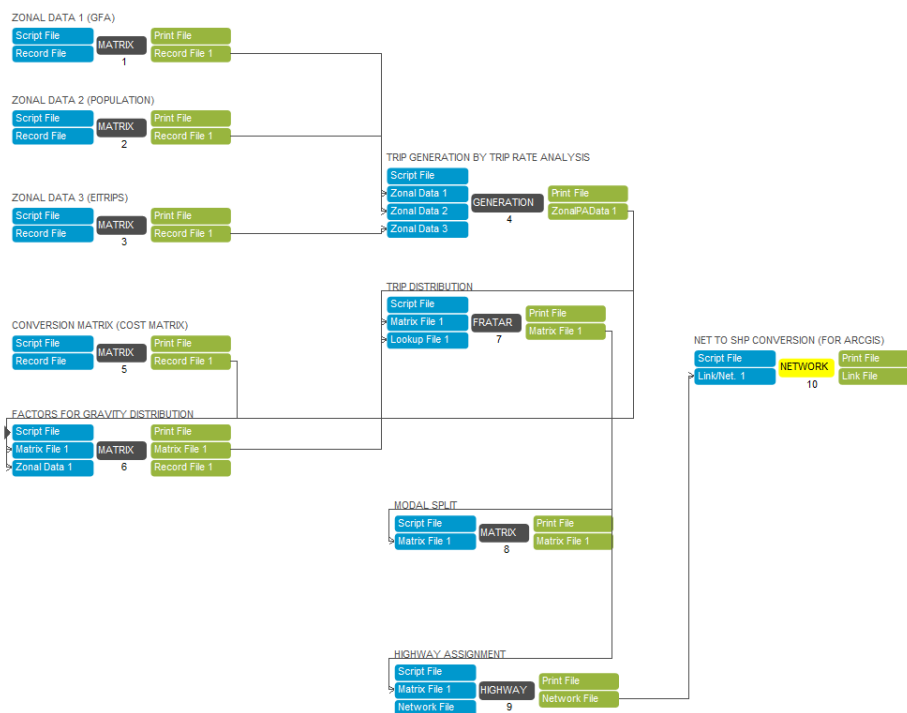 ZONAL DATA 1 (GFA)
Script File
Record File
MATRIX
1
Print File
Record File 1
ZONAL DATA 2 (POPULATION)
Script File
Record File
MATRIX
2
Print File
Record File 1
ZONAL DATA 3 (EITRIPS)
Script File
Record File
MATRIX
3
Print File
Record File 1
TRIP GENERATION BY TRIP RATE ANALYSIS
Script File
Zonal Data 1
Zonal Data 2
Zonal Data 3
GENERATION
4
Print File
ZonalPAData 1
CONVERSION MATRIX (COST MATRIX)
Script File
Record File
MATRIX
5
Print File
Record File 1
FACTORS FOR GRAVITY DISTRIBUTION
Script File
Matrix File 1
Zonal Data 1
MATRIX
6
Print File
Matrix File 1
Record File 1
TRIP DISTRIBUTION
Script File
Matrix File 1
Lookup File 1
FRATAR
7
Print File
Matrix File 1
MODAL SPLIT
Script File
Matrix File 1
MATRIX
8
Print File
Matrix File 1
HIGHWAY ASSIGNMENT
Script File
Matrix File 1
Network File
HIGHWAY
9
Print File
Network File
NET TO SHP CONVERSION (FOR ARCGIS)
Script File
Link/Net. 1
NETWORK
10
Print File
Link File